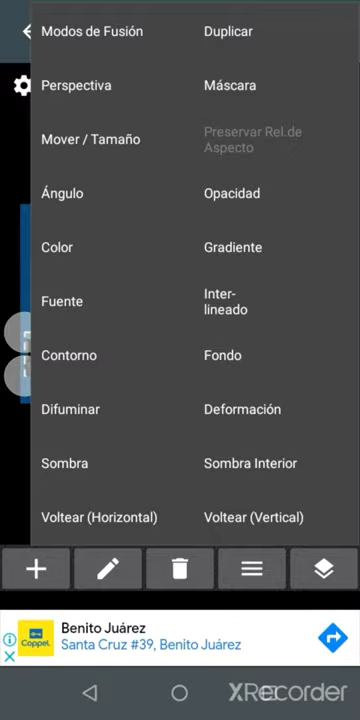 Modos de Fusión
Duplicar
Perspectiva
Máscara
Mover / Tamaño
Preservar Rel.de
Aspecto
Ángulo
Opacidad
Color
Gradiente
Fuente
Inter-
lineado
Contorno
Fondo
Difuminar
Deformación
Sombra
Sombra Interior
Voltear (Horizontal)
Voltear (Vertical)
Coppel.
Benito Juárez
Santa Cruz #39, Benito Juárez
XRecorder